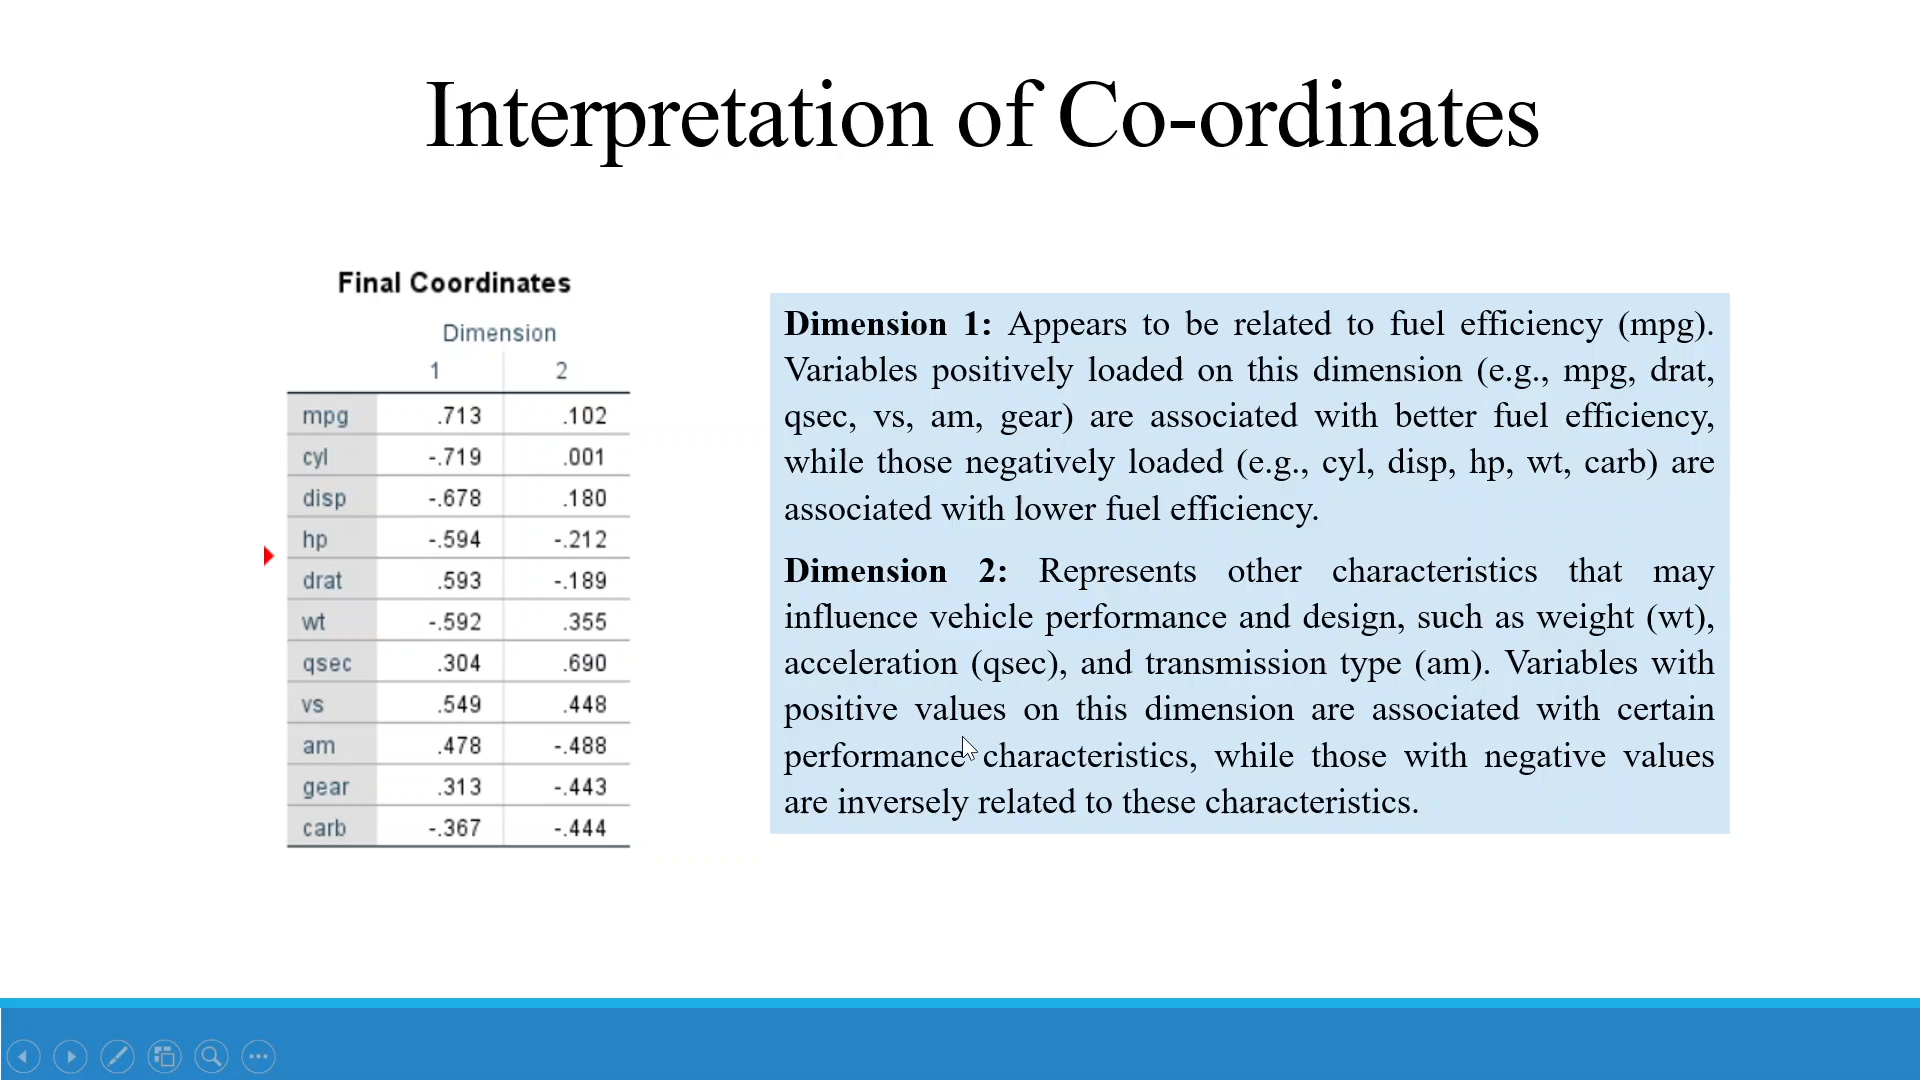 Interpretation of Co-ordinates
Final Coordinates
Dimension
1 2
mpg .713 .102
cyl -.719 .001
disp -.678 .180
hp -.594 -.212
drat .593 -.189
wt -.592 .355
qsec .304 .690
vs .549 .448
am .478 -.488
gear .313 -.443
carb -.367 -.444
Dimension 1: Appears to be related to fuel efficiency (mpg).
Variables positively loaded on this dimension (e.g., mpg, drat,
qsec, vs, am, gear) are associated with better fuel efficiency,
while those negatively loaded (e.g., cyl, disp, hp, wt, carb) are
associated with lower fuel efficiency.
Dimension 2: Represents other characteristics that may
influence vehicle performance and design, such as weight (wt),
acceleration (qsec), and transmission type (am). Variables with
positive values on this dimension are associated with certain
performance characteristics, while those with negative values
are inversely related to these characteristics.